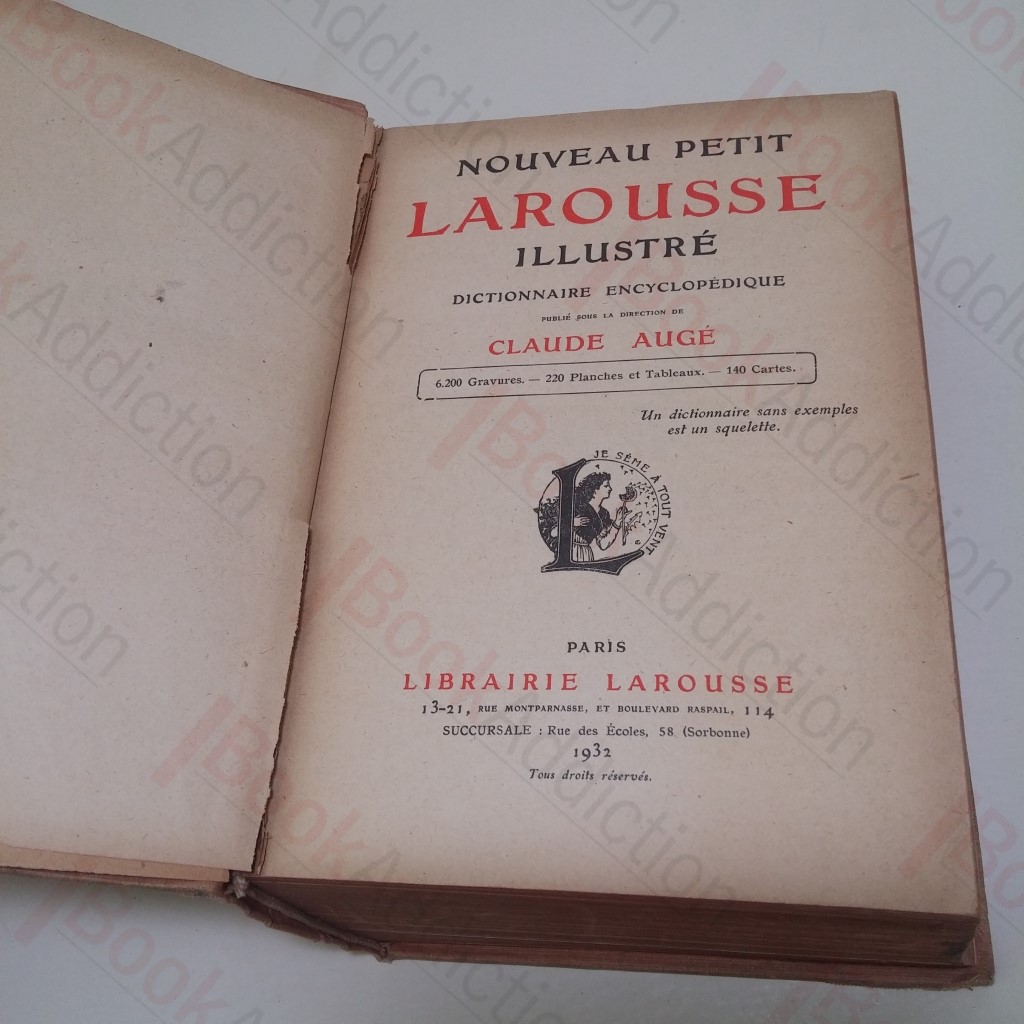 NOUVEAU PETIT
LAROUSSE
ILLUSTRÉ
DICTIONNAIRE ENCYCLOPÉDIQUE
PUBLIÉ SOUS LA DIRECTION DE
CLAUDE AUGÉ
6.200 Gravures. — 220 Planches et Tableaux. — 140 Cartes.
Un dictionnaire sans exemples
est un squelette.
JE SÈME À TOUT VENT
L
PARIS
LIBRAIRIE LAROUSSE
13-21, RUE MONTPARNASSE, ET BOULEVARD RASPAIL, 114
SUCCURSALE : Rue des Écoles, 58 (Sorbonne)
1932
Tous droits réservés.
BookAddiction